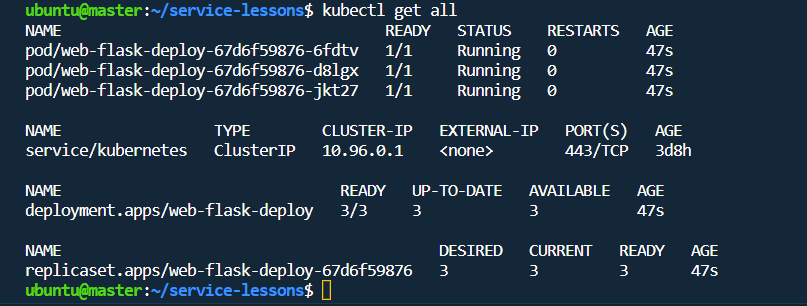 ubuntu@master:~/service-lessons$ kubectl get all
NAME                                    READY   STATUS    RESTARTS   AGE
pod/web-flask-deploy-67d6f59876-6fdtv   1/1     Running   0          47s
pod/web-flask-deploy-67d6f59876-d8lgx   1/1     Running   0          47s
pod/web-flask-deploy-67d6f59876-jkt27   1/1     Running   0          47s

NAME                 TYPE        CLUSTER-IP   EXTERNAL-IP   PORT(S)   AGE
service/kubernetes   ClusterIP   10.96.0.1    <none>        443/TCP   3d8h

NAME                               READY   UP-TO-DATE   AVAILABLE   AGE
deployment.apps/web-flask-deploy   3/3     3            3           47s

NAME                                          DESIRED   CURRENT   READY   AGE
replicaset.apps/web-flask-deploy-67d6f59876   3         3         3       47s
ubuntu@master:~/service-lessons$